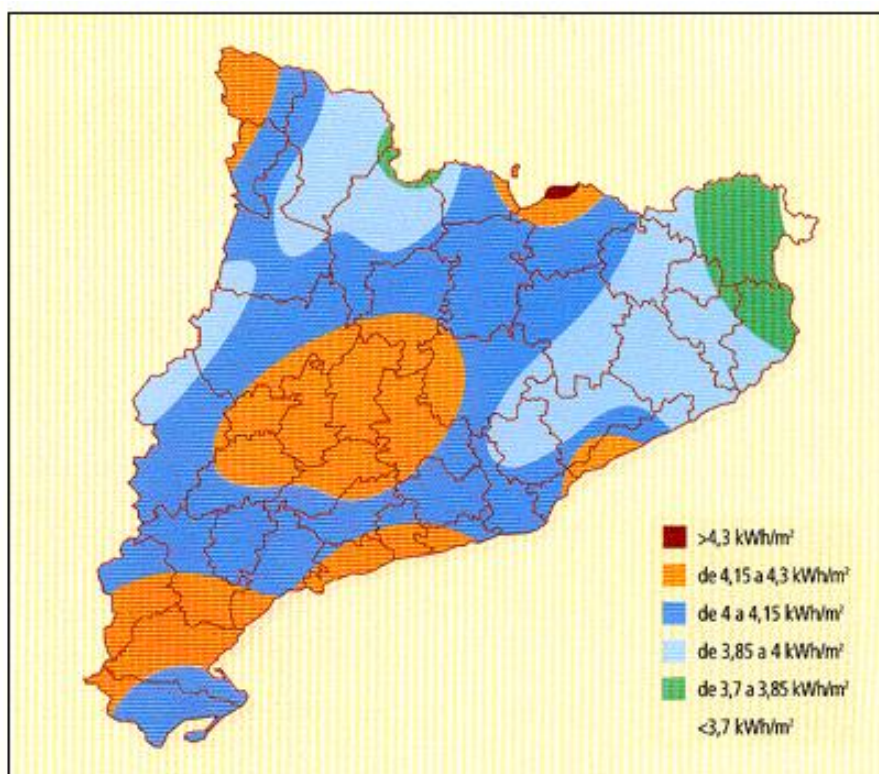 >4,3 kWh/m²
de 4,15 a 4,3 kWh/m²
de 4 a 4,15 kWh/m²
de 3,85 a 4 kWh/m²
de 3,7 a 3,85 kWh/m²
<3,7 kWh/m²